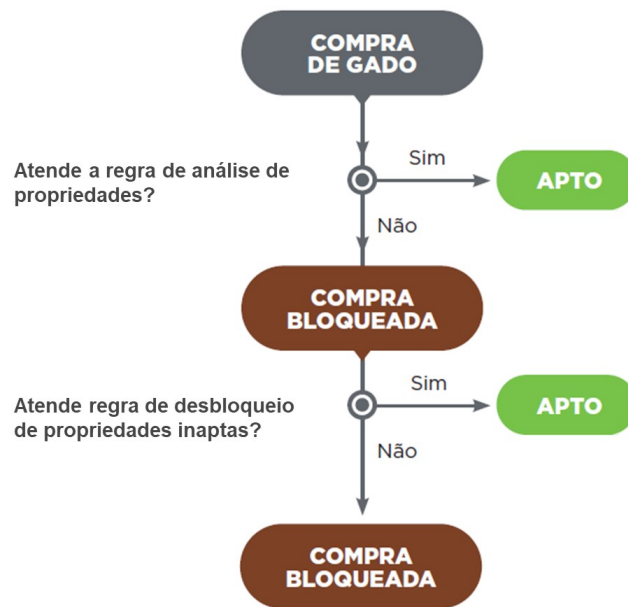 COMPRA
DE GADO
Atende a regra de análise de
propriedades?
Sim
APTO
Não
COMPRA
BLOQUEADA
Atende regra de desbloqueio
de propriedades inaptas?
Sim
APTO
Não
COMPRA
BLOQUEADA